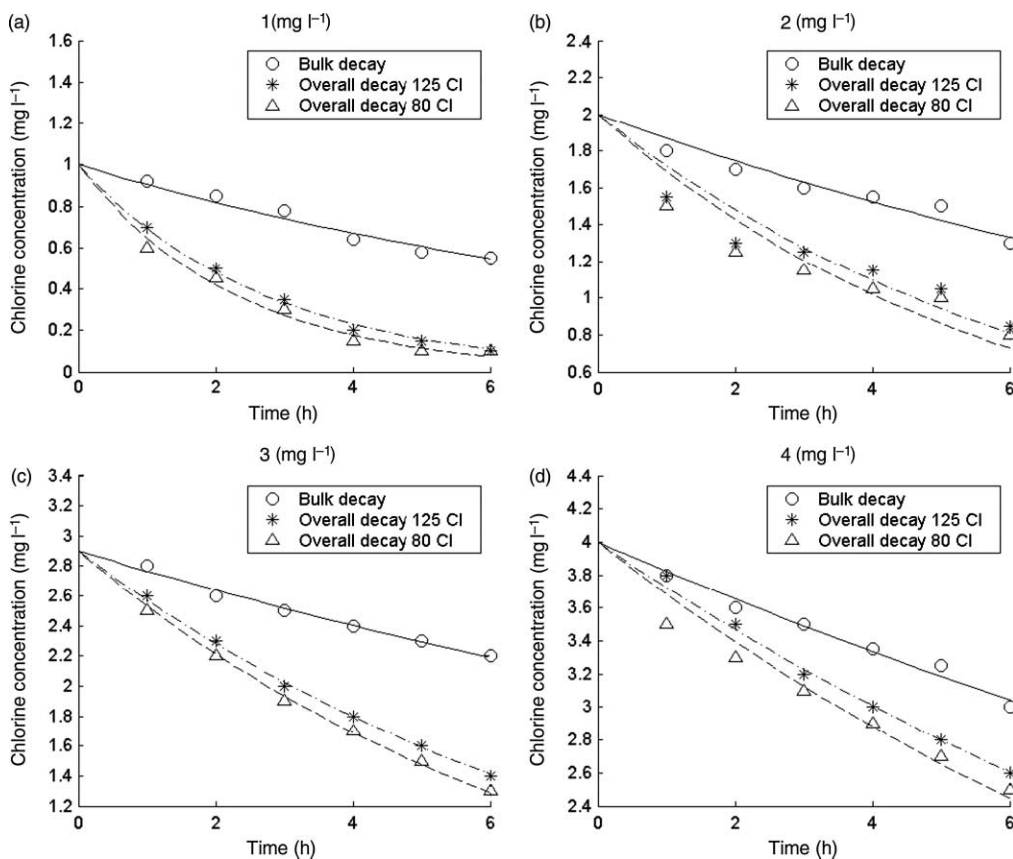 (a)
1(mg l⁻¹)
Chlorine concentration (mg l⁻¹)
1.6
1.4
1.2
1
0.8
0.6
0.4
0.2
0
Bulk decay
Overall decay 125 CI
Overall decay 80 CI
0 2 4 6
Time (h)
(b)
2 (mg l⁻¹)
Chlorine concentration (mg l⁻¹)
2.4
2.2
2
1.8
1.6
1.4
1.2
1
0.8
0.6
Bulk decay
Overall decay 125 CI
Overall decay 80 CI
0 2 4 6
Time (h)
(c)
3 (mg l⁻¹)
Chlorine concentration (mg l⁻¹)
3.4
3.2
3
2.8
2.6
2.4
2.2
2
1.8
1.6
1.4
1.2
Bulk decay
Overall decay 125 CI
Overall decay 80 CI
0 2 4 6
Time (h)
(d)
4 (mg l⁻¹)
Chlorine concentration (mg l⁻¹)
4.4
4.2
4
3.8
3.6
3.4
3.2
3
2.8
2.6
2.4
Bulk decay
Overall decay 125 CI
Overall decay 80 CI
0 2 4 6
Time (h)